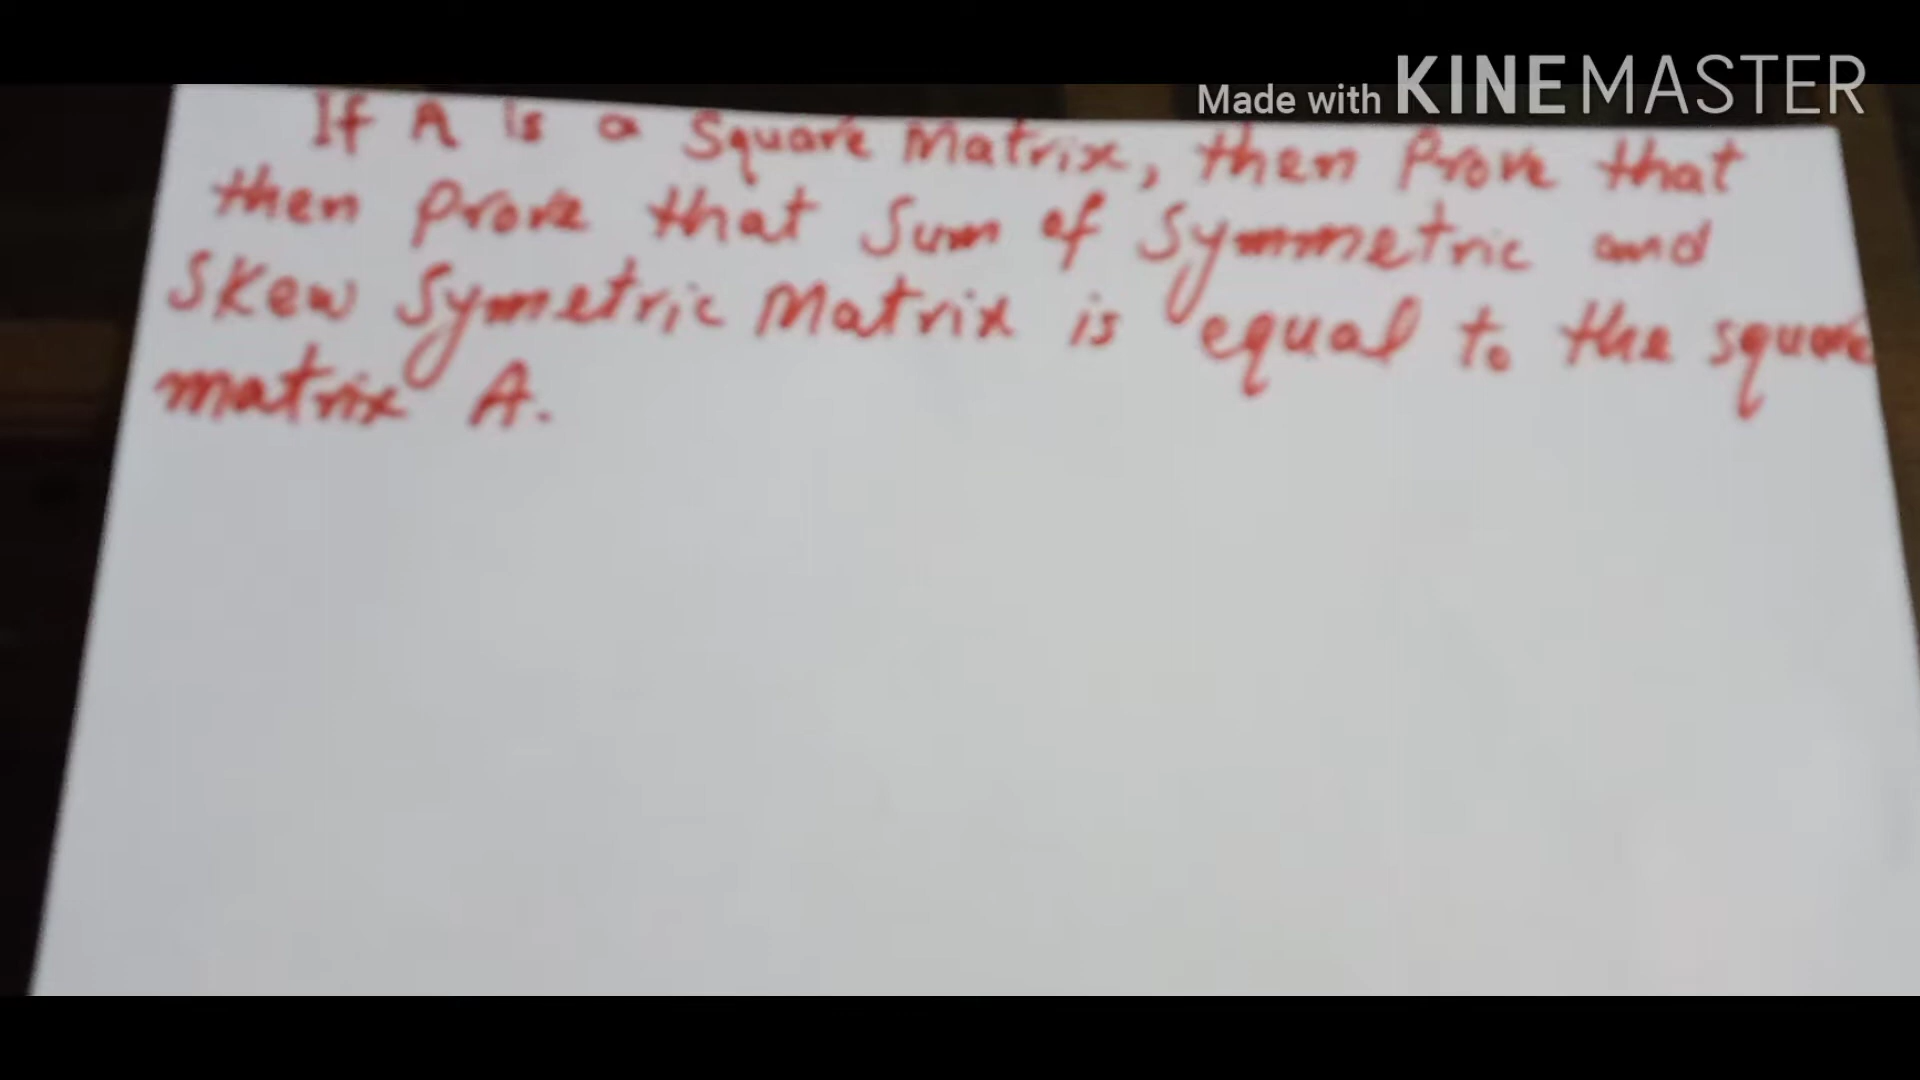 Made with KINEMASTER
If A is a Square Matrix, then Prove that
then prove that Sum of Symmetric and
Skew Symetric Matrix is equal to the square
matrix A.